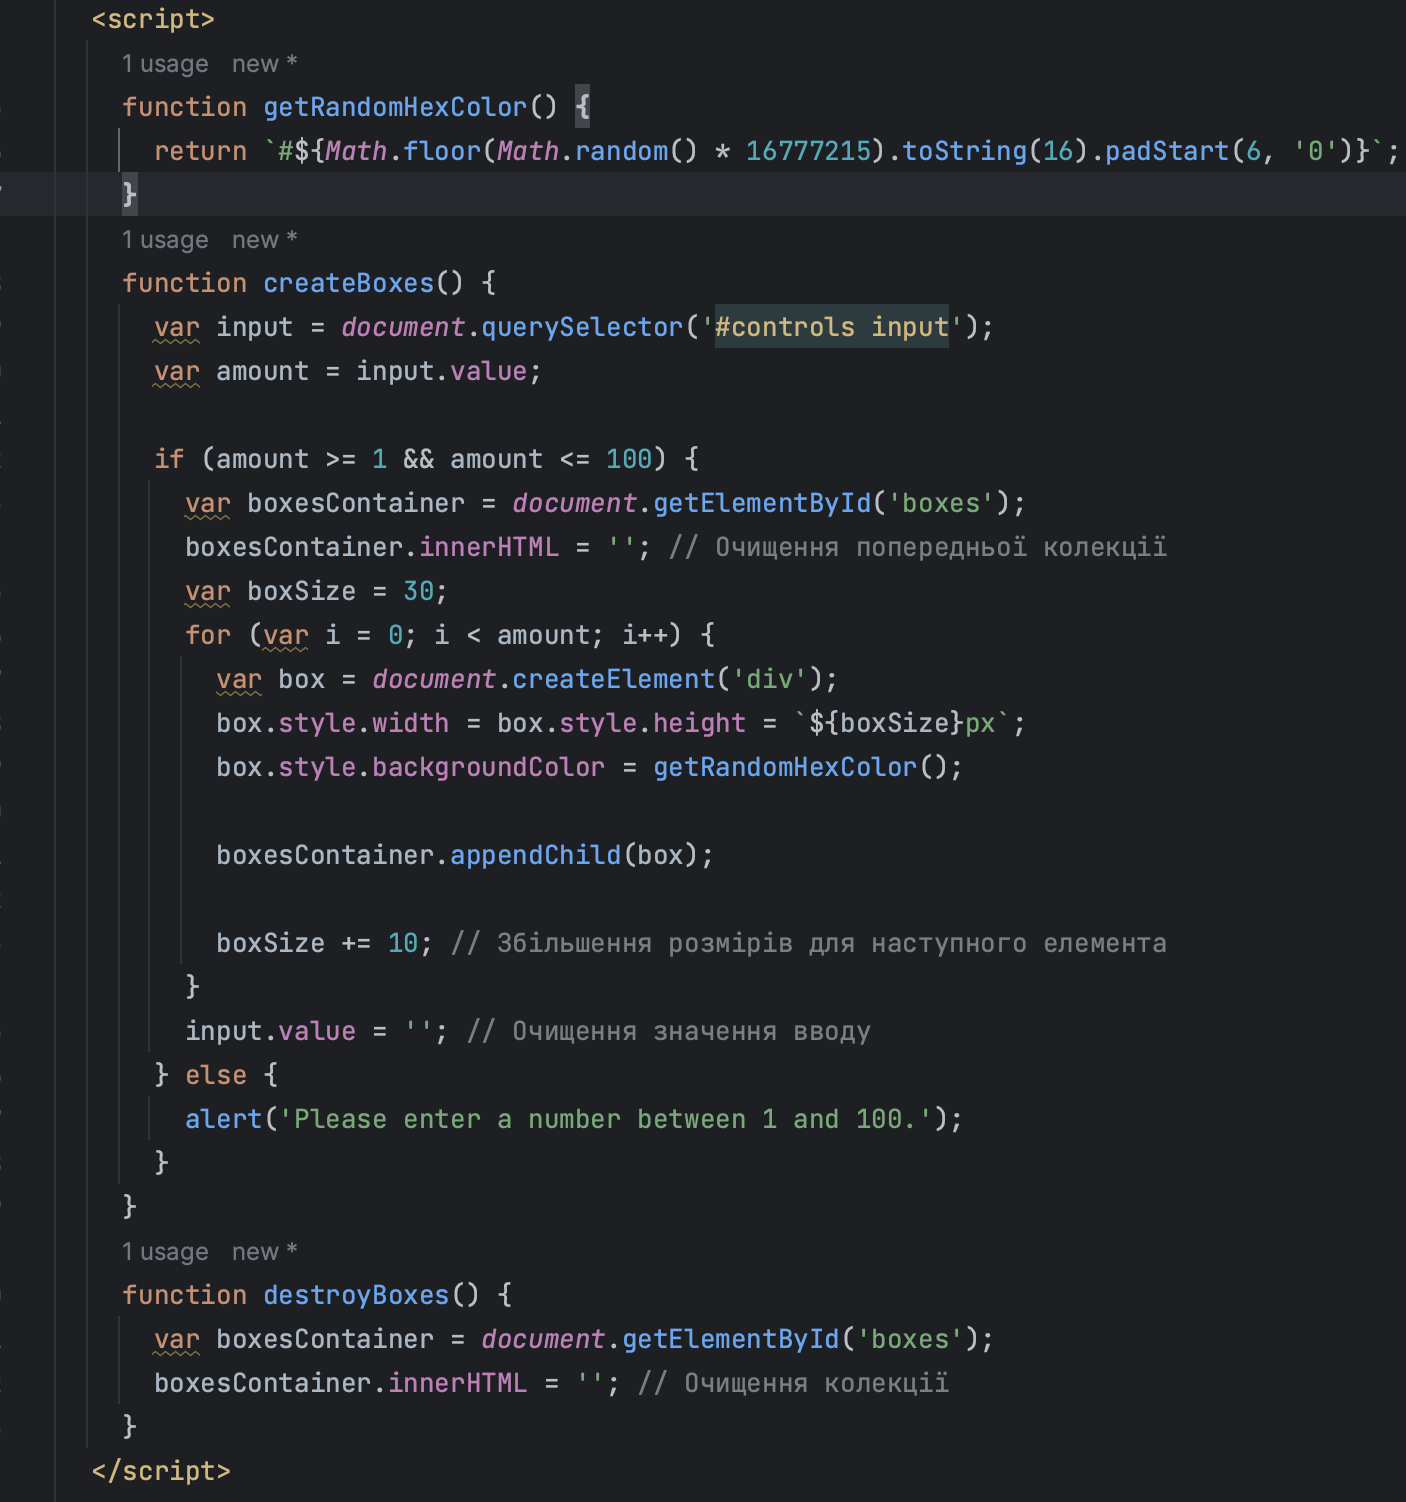 <script>
1 usage new *
function getRandomHexColor() {
return `#${Math.floor(Math.random() * 16777215).toString(16).padStart(6, '0')}`;
}
1 usage new *
function createBoxes() {
var input = document.querySelector('#controls input');
var amount = input.value;
if (amount >= 1 && amount <= 100) {
var boxesContainer = document.getElementById('boxes');
boxesContainer.innerHTML = ''; // Очищення попередньої колекції
var boxSize = 30;
for (var i = 0; i < amount; i++) {
var box = document.createElement('div');
box.style.width = box.style.height = `${boxSize}px`;
box.style.backgroundColor = getRandomHexColor();
boxesContainer.appendChild(box);
boxSize += 10; // Збільшення розмірів для наступного елемента
}
input.value = ''; // Очищення значення вводу
} else {
alert('Please enter a number between 1 and 100.');
}
}
1 usage new *
function destroyBoxes() {
var boxesContainer = document.getElementById('boxes');
boxesContainer.innerHTML = ''; // Очищення колекції
}
</script>